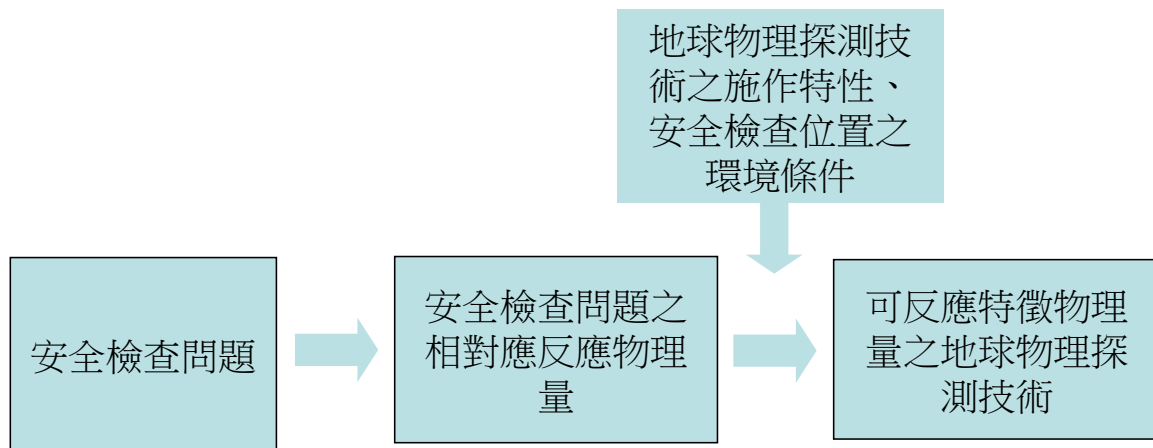 地球物理探測技
術之施作特性、
安全檢查位置之
環境條件
安全檢查問題
安全檢查問題之
相對應反應物理
量
可反應特徵物理
量之地球物理探
測技術